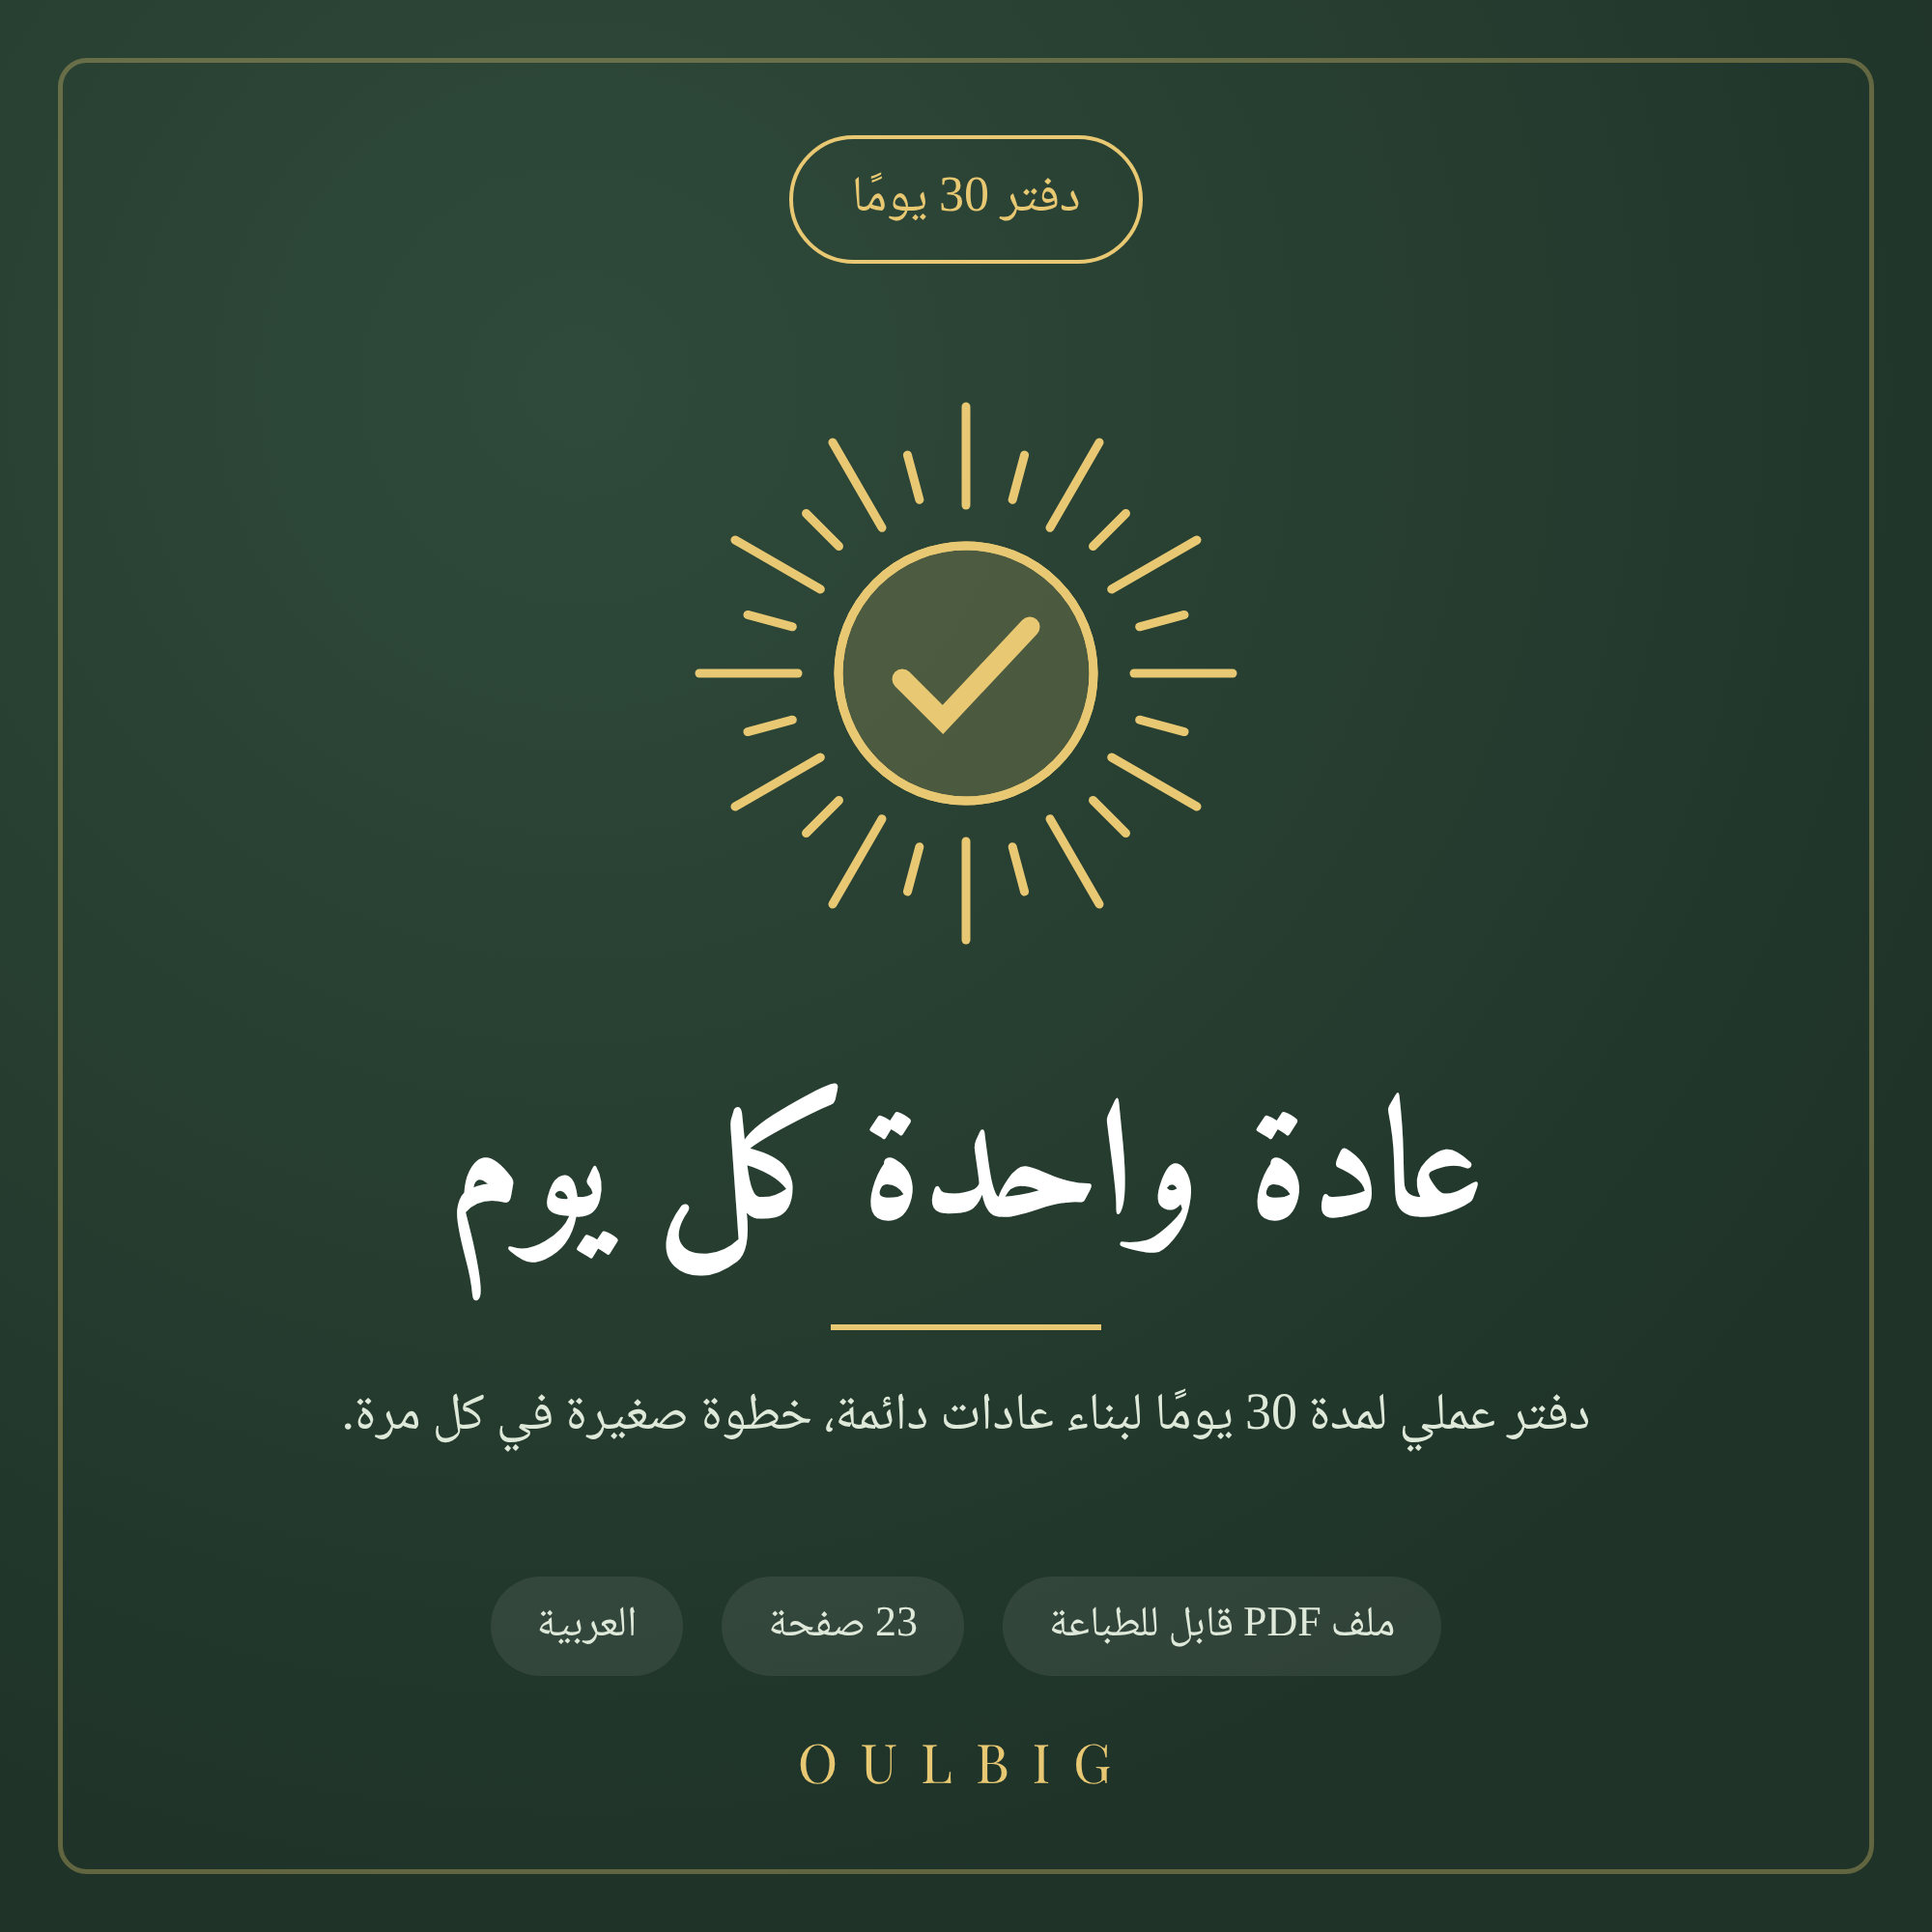 دفتر 30 يومًا
عادة واحدة كل يوم
دفتر عملي لمدة 30 يومًا لبناء عادات دائمة، خطوة صغيرة في كل مرة.
ملف PDF قابل للطباعة
23 صفحة
العربية
OULBIG